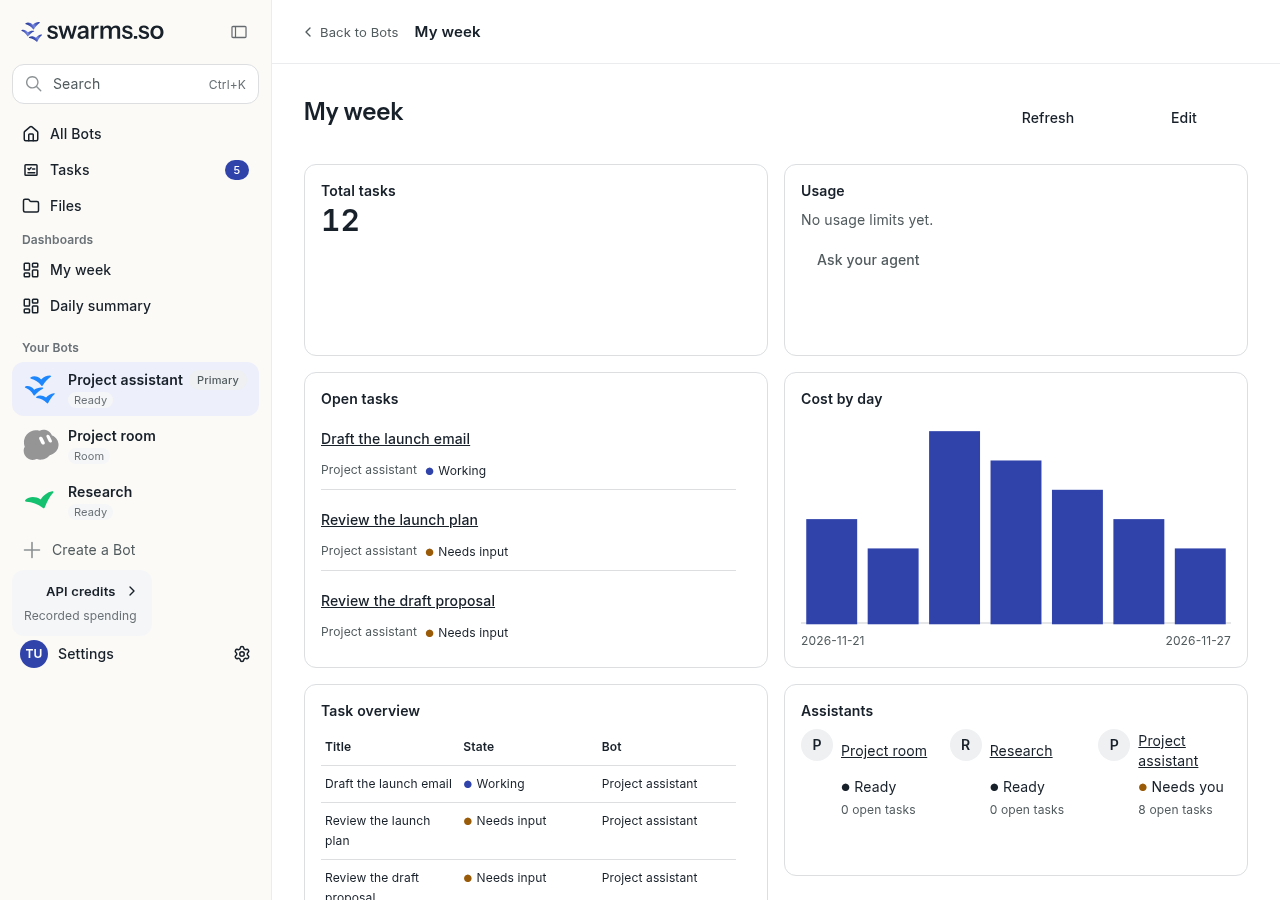 swarms.so
Search
Ctrl+K
All Bots
Tasks
5
Files
Dashboards
My week
Daily summary
Your Bots
Project assistant
Primary
Ready
Project room
Room
Research
Ready
Create a Bot
API credits
Recorded spending
TU
Settings
Back to Bots
My week
My week
Refresh
Edit
Total tasks
12
Usage
No usage limits yet.
Ask your agent
Open tasks
Draft the launch email
Project assistant
Working
Review the launch plan
Project assistant
Needs input
Review the draft proposal
Project assistant
Needs input
Cost by day
2026-11-21
2026-11-27
Task overview
Title
State
Bot
Draft the launch email
Working
Project assistant
Review the launch
plan
Needs input
Project assistant
Review the draft
proposal
Needs input
Project assistant
Assistants
P
Project room
Ready
0 open tasks
R
Research
Ready
0 open tasks
P
Project
assistant
Needs you
8 open tasks